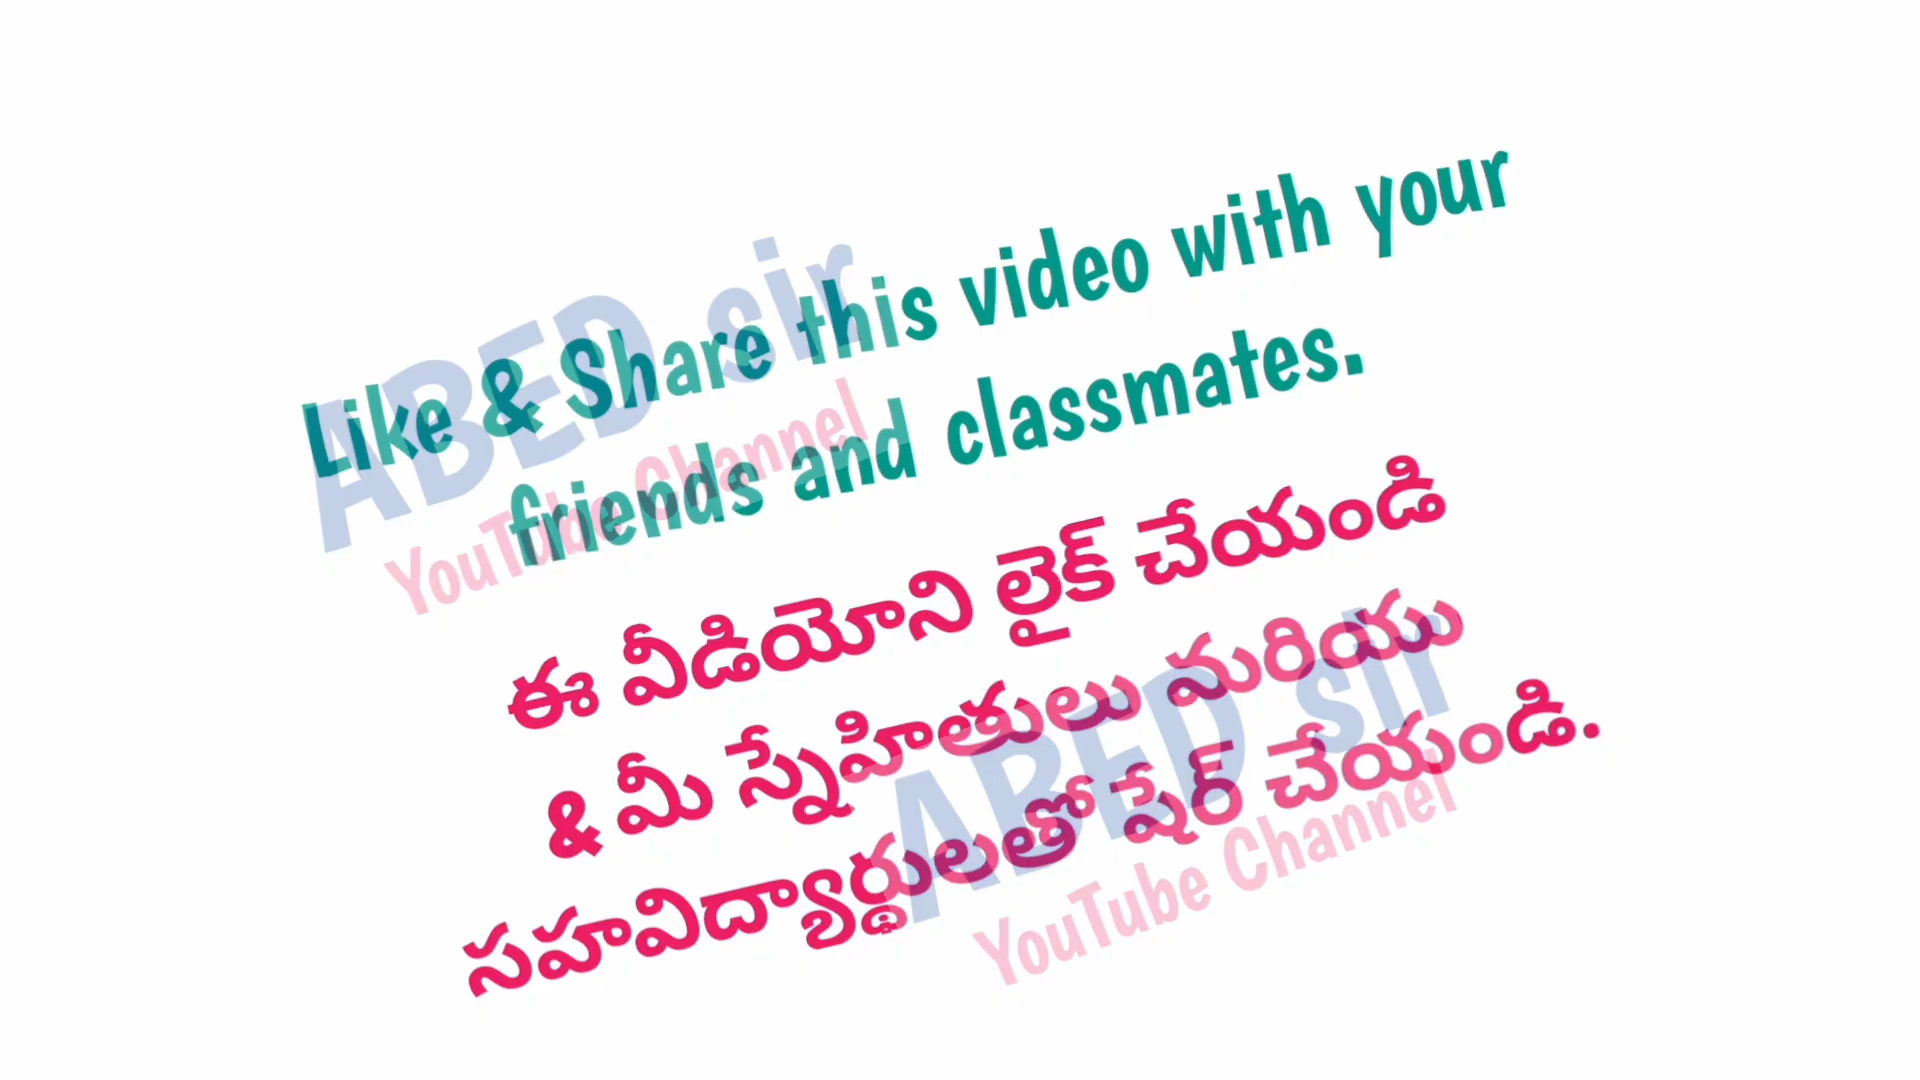 Like & Share this video with your
friends and classmates.
ఈ వీడియోని లైక్ చేయండి
& మీ స్నేహితులు మరియు
సహవిద్యార్థులతో షేర్ చేయండి.
ABED sir
YouTube Channel
ABED sir
YouTube Channel